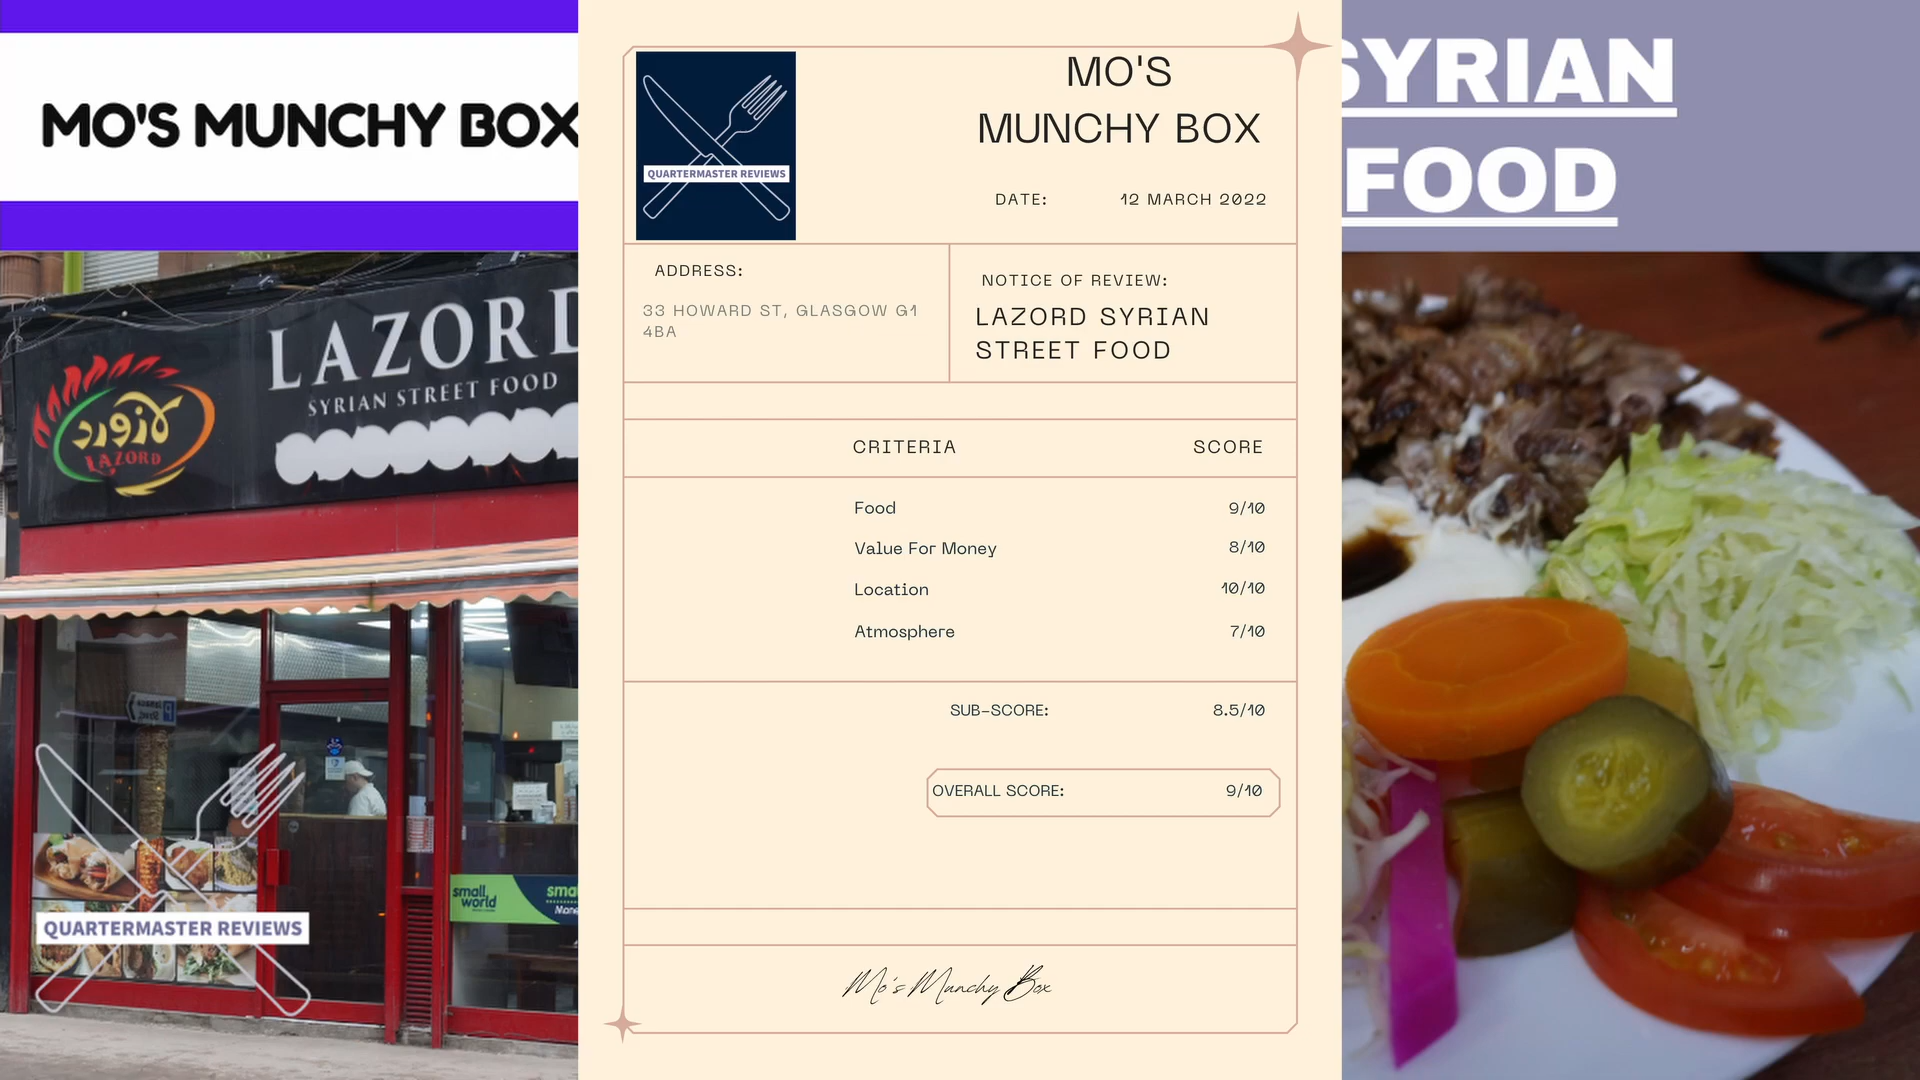 MO'S MUNCHY BOX
LAZORD
SYRIAN STREET FOOD
لازورد
LAZORD
small
world
QUARTERMASTER REVIEWS
MO'S
MUNCHY BOX
QUARTERMASTER REVIEWS
DATE: 12 MARCH 2022
ADDRESS:
33 HOWARD ST, GLASGOW G1
4BA
NOTICE OF REVIEW:
LAZORD SYRIAN
STREET FOOD
CRITERIA SCORE
Food 9/10
Value For Money 8/10
Location 10/10
Atmosphere 7/10
SUB-SCORE: 8.5/10
OVERALL SCORE: 9/10
Mo's Munchy Box
SYRIAN
FOOD